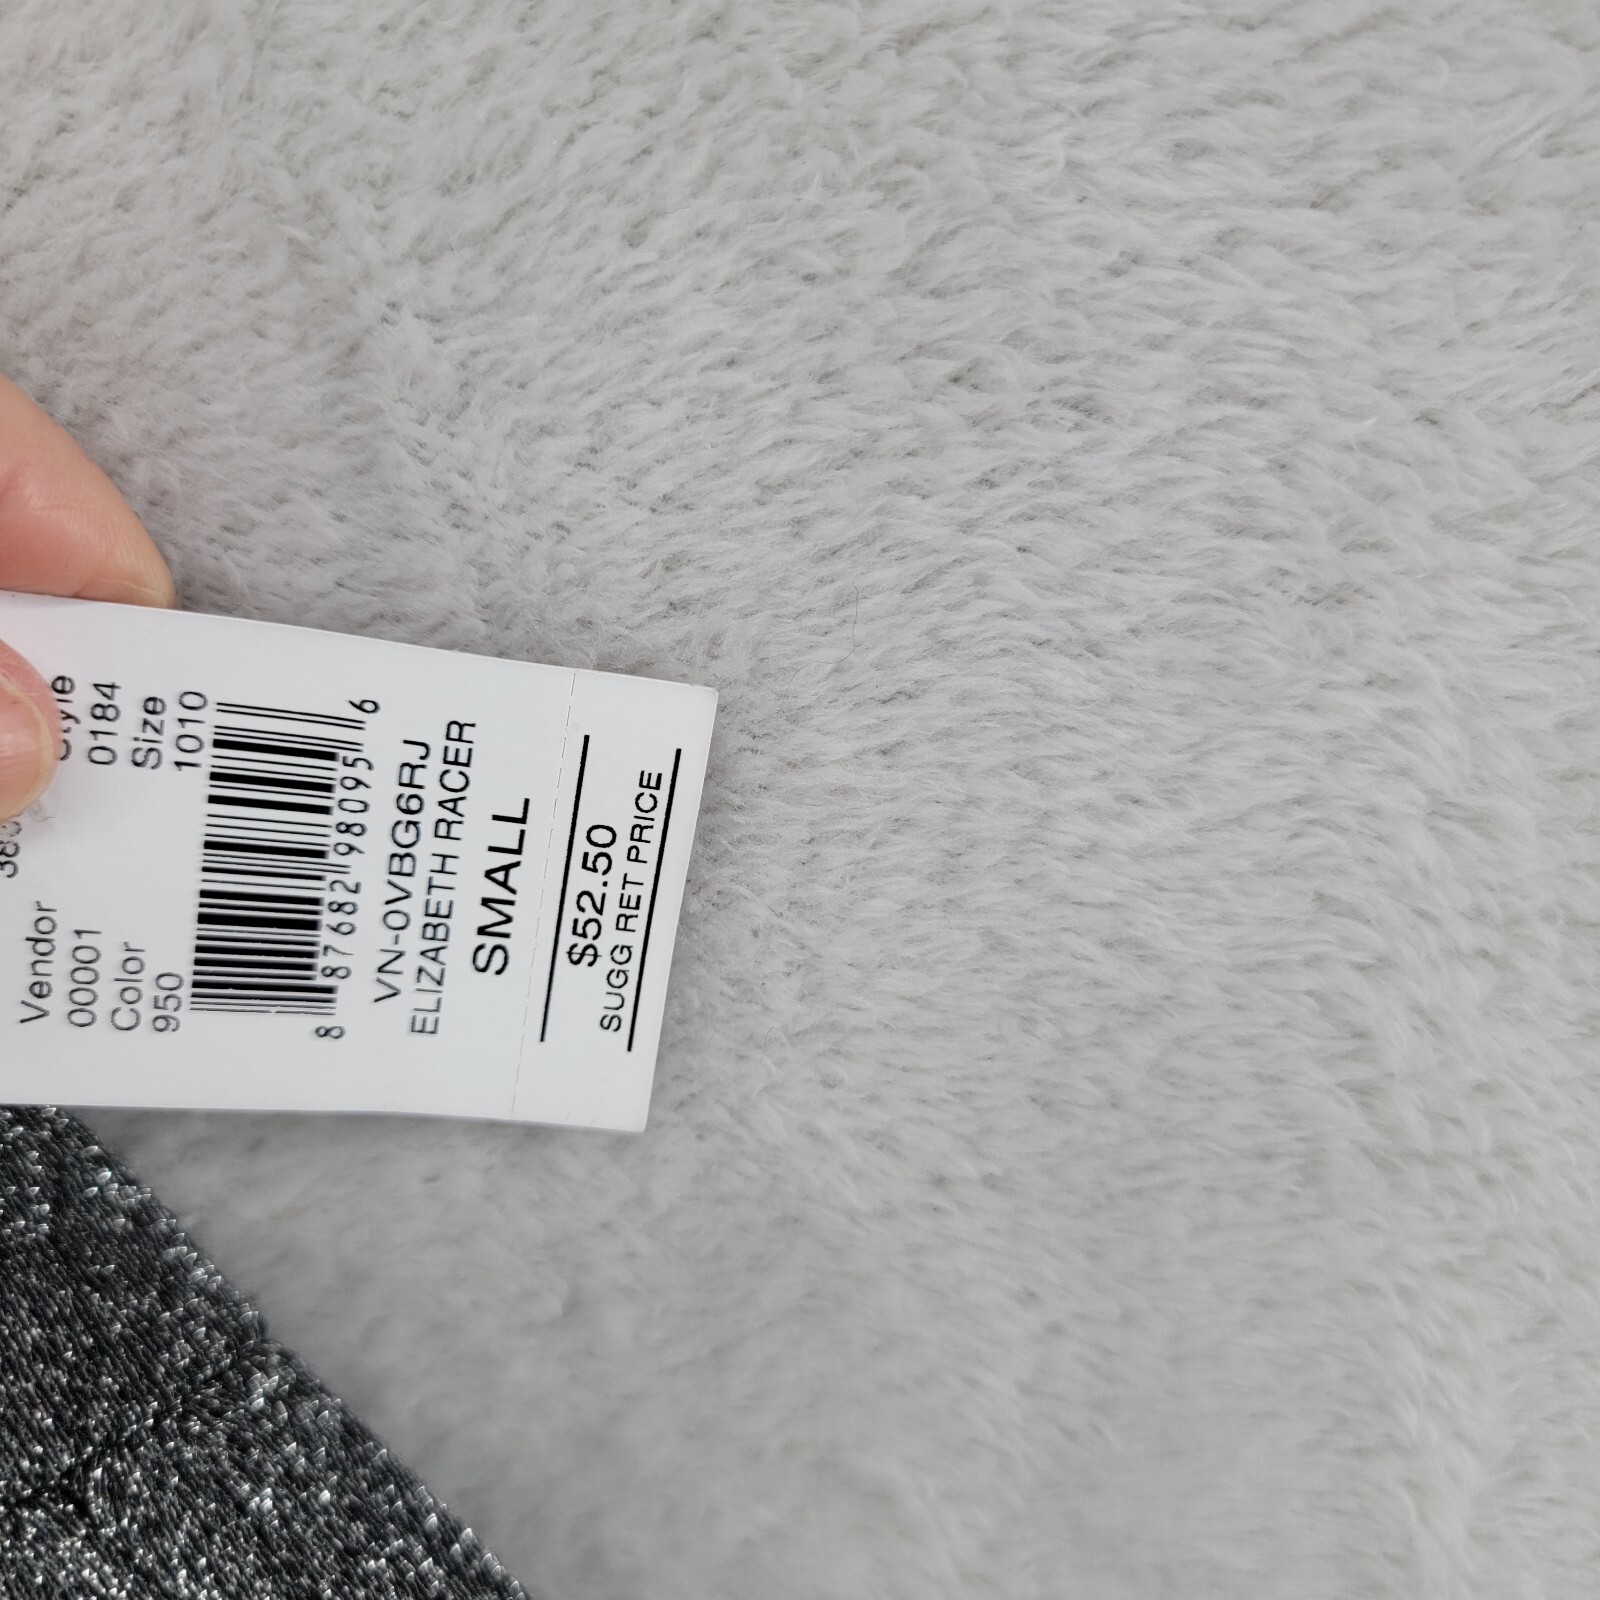 Vendor Style
00001 0184
Color Size
950 1010
8 87682 98095 6
VN-0VBG6RJ
ELIZABETH RACER
SMALL
$52.50
SUGG RET PRICE